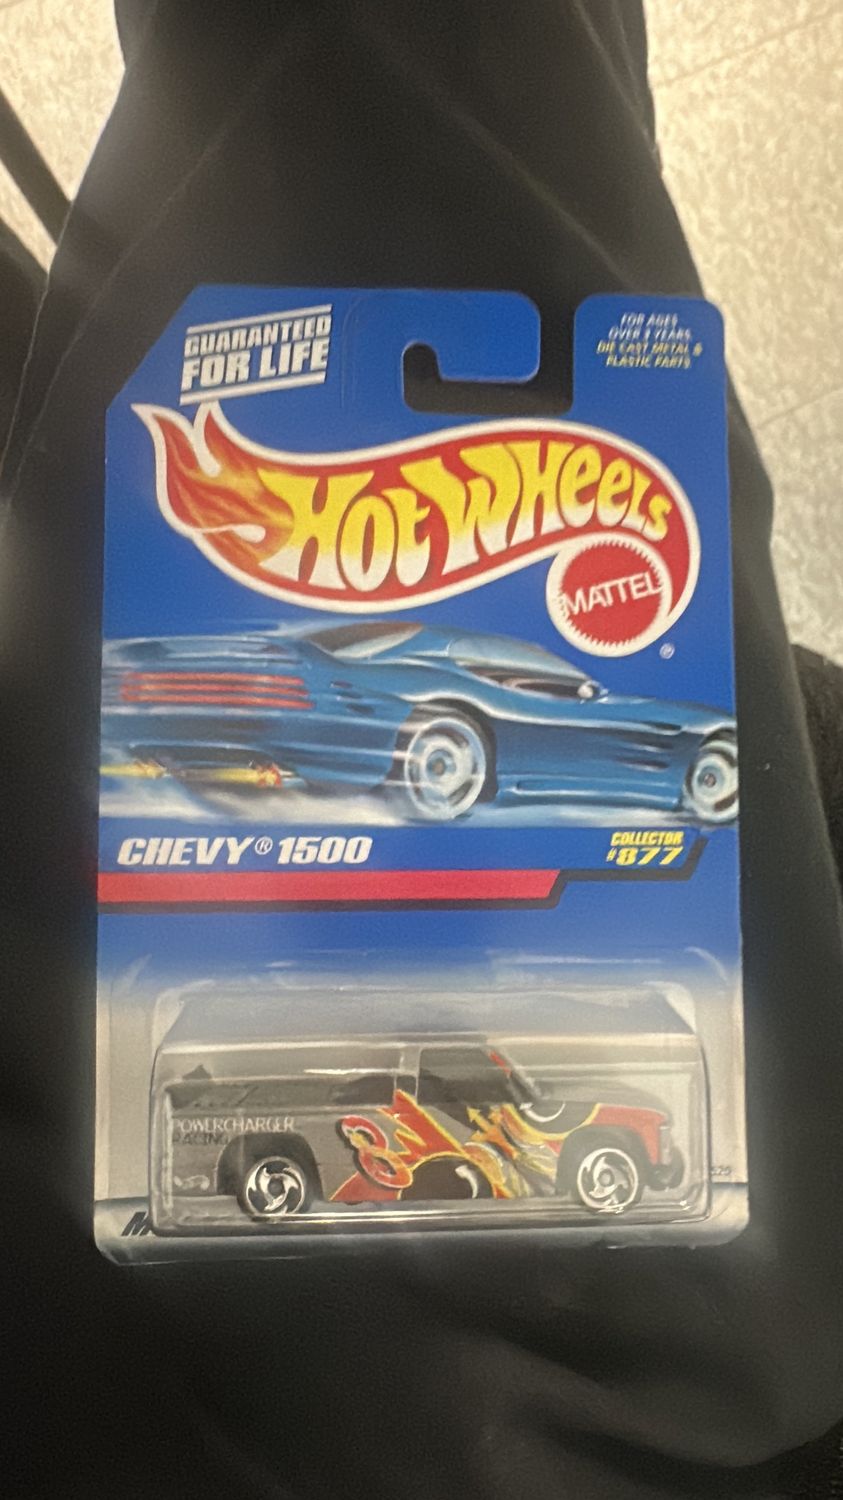 GUARANTEED
FOR LIFE
FOR AGES
OVER 3 YEARS
DIE CAST METAL &
PLASTIC PARTS
HOT WHEELS
MATTEL
®
CHEVY® 1500
COLLECTOR
#877
POWERCHARGER
RACING
8